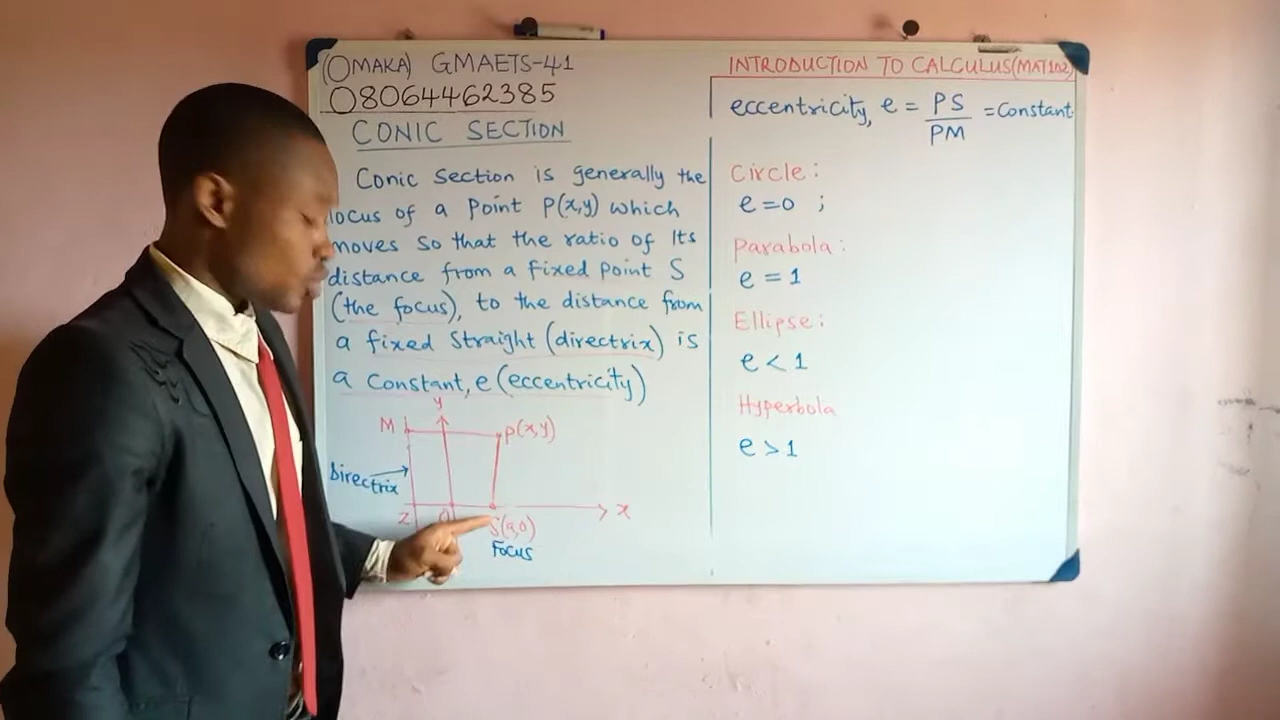 (OMAKA) GMAETS-41
08064462385
CONIC SECTION
Conic Section is generally the
locus of a Point P(x,y) which
moves so that the ratio of Its
distance from a fixed Point S
(the focus), to the distance from
a fixed Straight (directrix) is
a Constant, e (eccentricity)
y
M
P(x,y)
Directrix
Z
O
S(a,0)
x
Focus
INTRODUCTION TO CALCULUS(MAT102)
eccentricity, e = PS/PM = Constant
Circle:
e=0 ;
Parabola:
e = 1
Ellipse:
e < 1
Hyperbola
e > 1